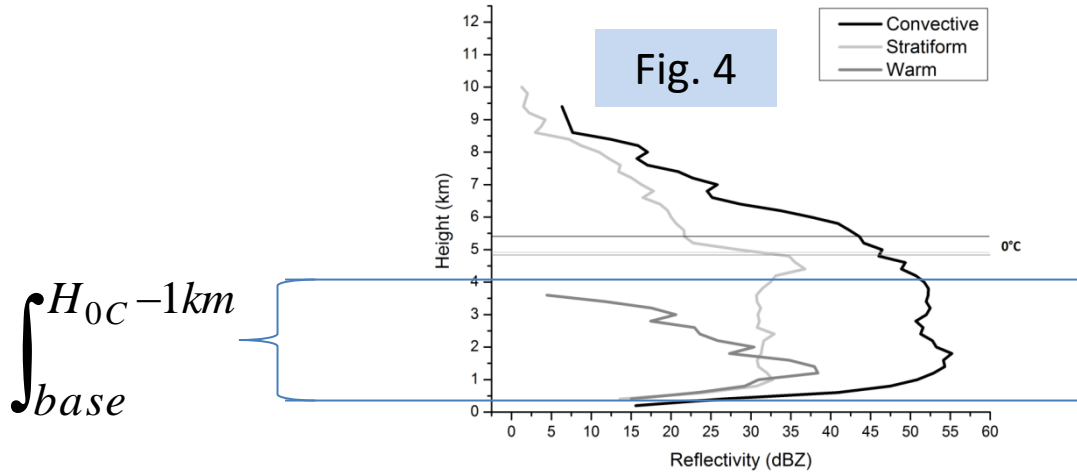 Fig. 4
Convective
Stratiform
Warm
12
11
10
9
8
7
6
5
4
3
2
1
0
Height (km)
0°C
0 5 10 15 20 25 30 35 40 45 50 55 60
Reflectivity (dBZ)
∫
H0C −1km
base